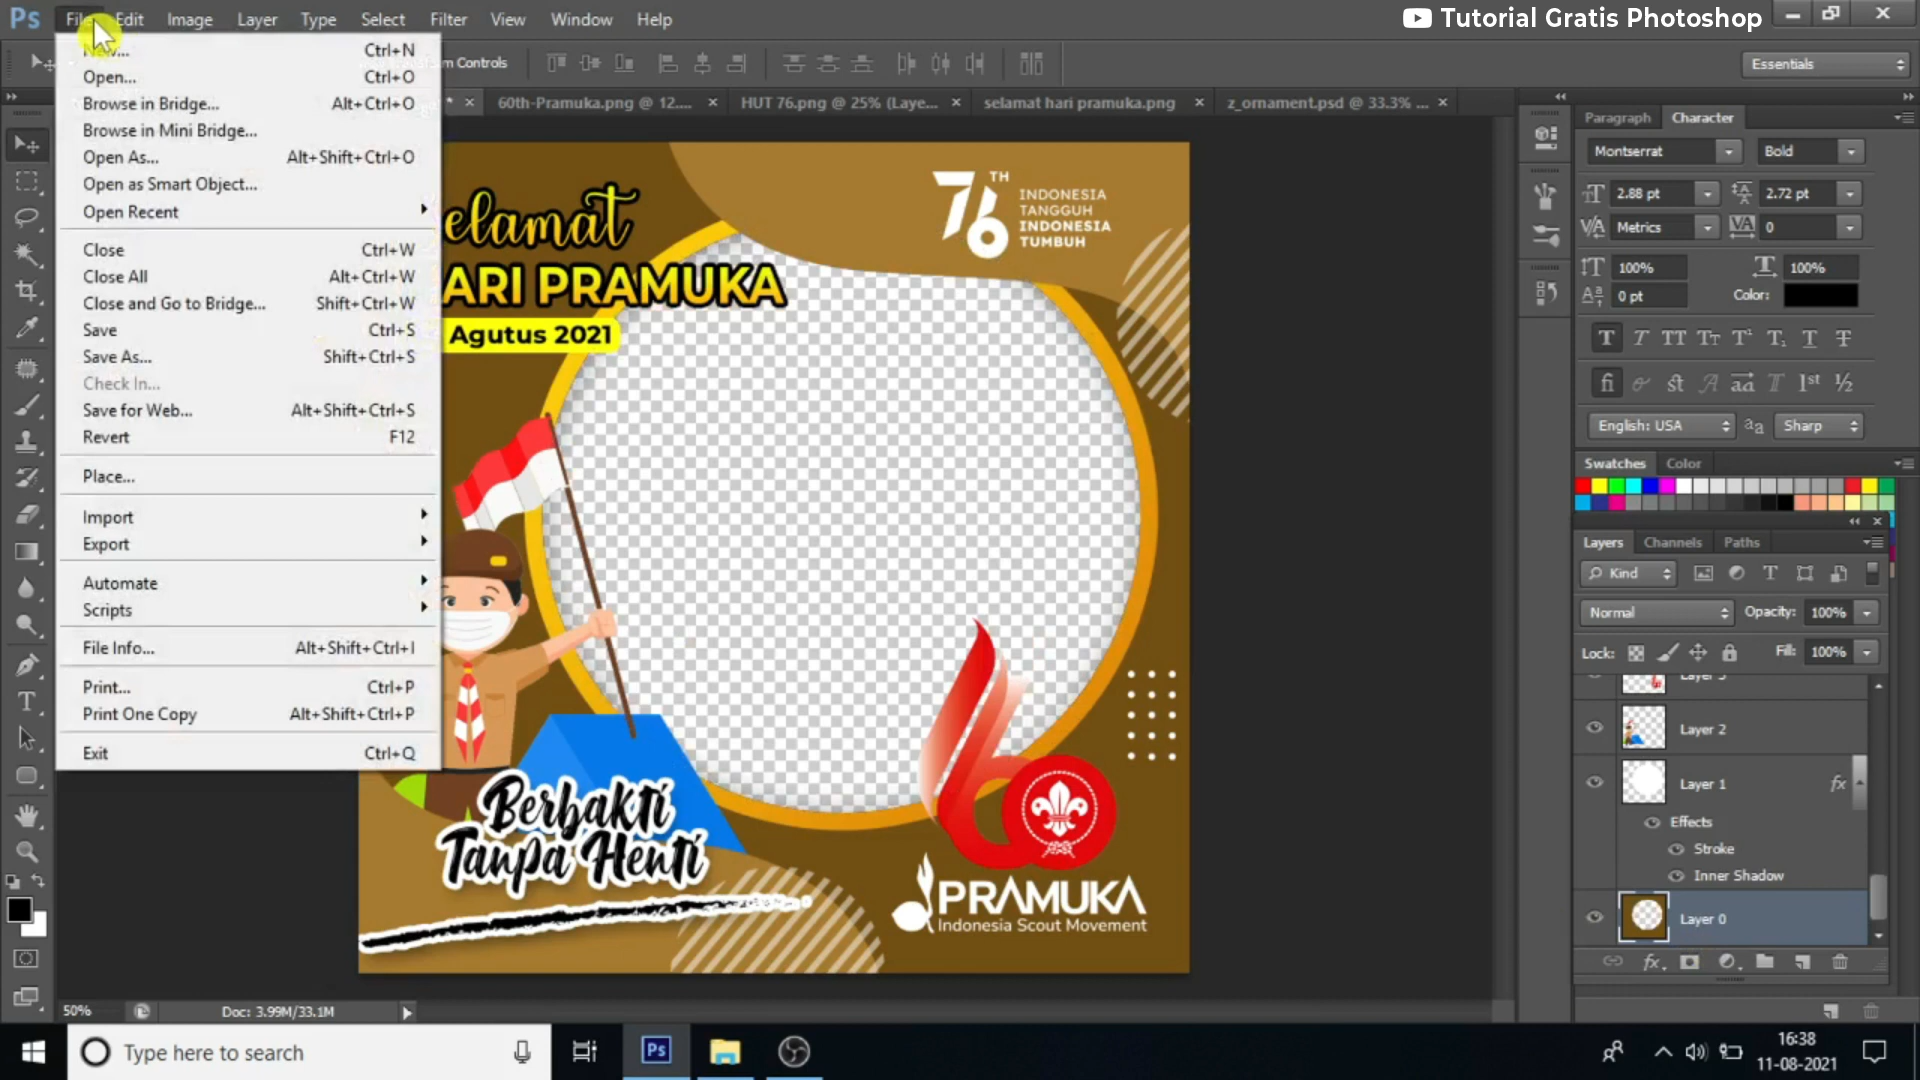 Ps File Edit Image Layer Type Select Filter View Window Help
Tutorial Gratis Photoshop
Controls
Essentials
60th-Pramuka.png @ 12....
HUT 76.png @ 25% (Laye...
selamat hari pramuka.png
z_ornament.psd @ 33.3% ...
New... Ctrl+N
Open... Ctrl+O
Browse in Bridge... Alt+Ctrl+O
Browse in Mini Bridge...
Open As... Alt+Shift+Ctrl+O
Open as Smart Object...
Open Recent
Close Ctrl+W
Close All Alt+Ctrl+W
Close and Go to Bridge... Shift+Ctrl+W
Save Ctrl+S
Save As... Shift+Ctrl+S
Check In...
Save for Web... Alt+Shift+Ctrl+S
Revert F12
Place...
Import
Export
Automate
Scripts
File Info... Alt+Shift+Ctrl+I
Print... Ctrl+P
Print One Copy Alt+Shift+Ctrl+P
Exit Ctrl+Q
elamat
ARI PRAMUKA
Agutus 2021
76TH
INDONESIA
TANGGUH
INDONESIA
TUMBUH
Berbakti
Tanpa Henti
PRAMUKA
Indonesia Scout Movement
Paragraph Character
Montserrat Bold
2.88 pt 2.72 pt
Metrics 0
100% 100%
0 pt Color:
English: USA Sharp
Swatches Color
Layers Channels Paths
Kind
Normal Opacity: 100%
Lock: Fill: 100%
Layer 2
Layer 1 fx
Effects
Stroke
Inner Shadow
Layer 0
50% Doc: 3.99M/33.1M
Type here to search
Ps
16:38
11-08-2021